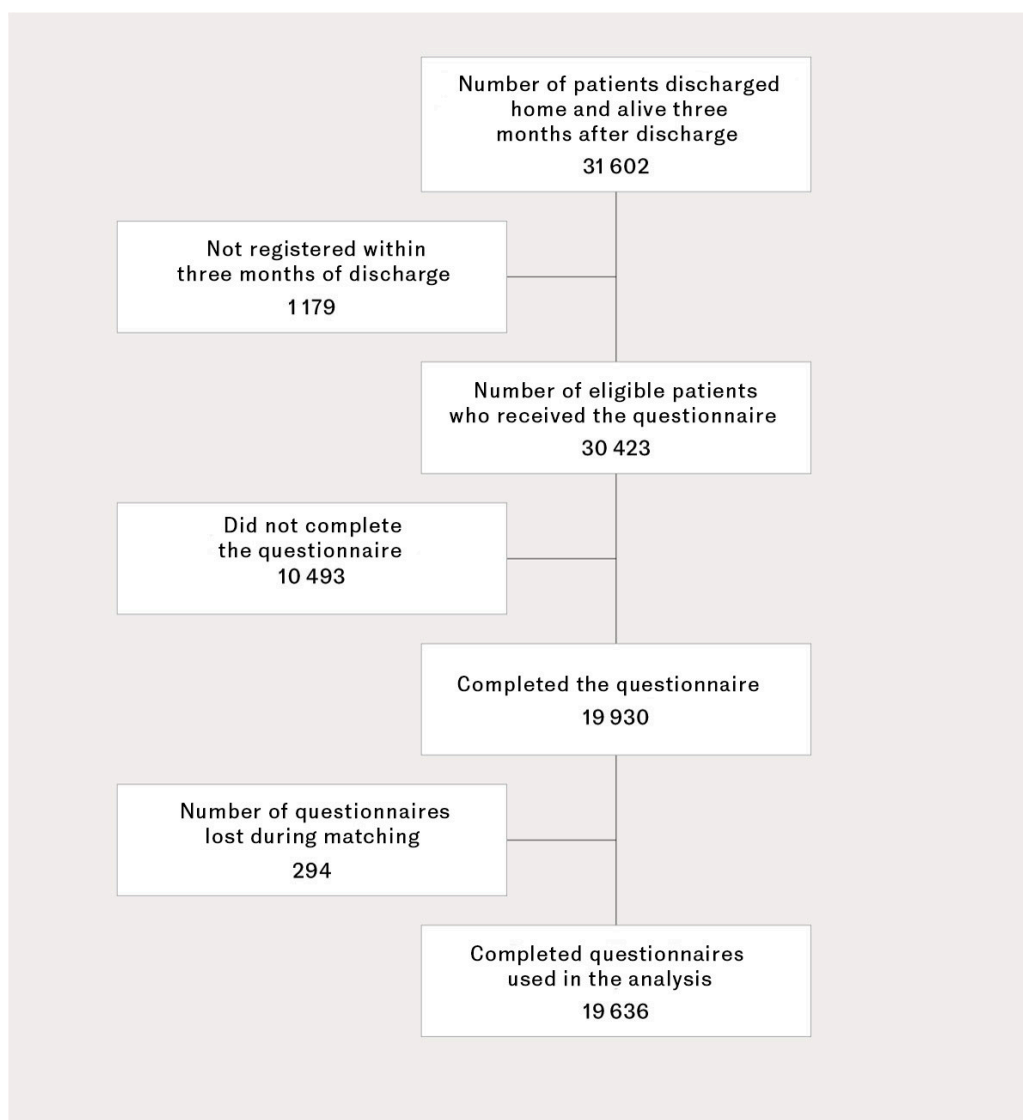 Number of patients discharged
home and alive three
months after discharge
31 602
Not registered within
three months of discharge
1 179
Number of eligible patients
who received the questionnaire
30 423
Did not complete
the questionnaire
10 493
Completed the questionnaire
19 930
Number of questionnaires
lost during matching
294
Completed questionnaires
used in the analysis
19 636